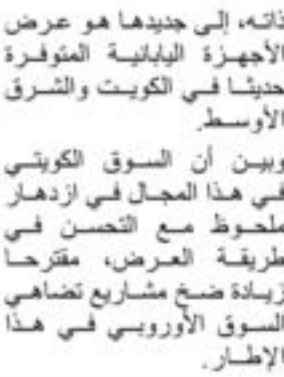 ذاته، إلى جديدها هو عرض
الأجهزة اليابانية المتوفرة
حديثا في الكويت والشرق
الأوسط.
وبين أن السوق الكويتي
في هذا المجال في ازدهار
ملحوظ مع التحسن في
طريقة العرض، مقترحا
زيادة ضخ مشاريع تضاهي
السوق الأوروبي في هذا
الإطار.